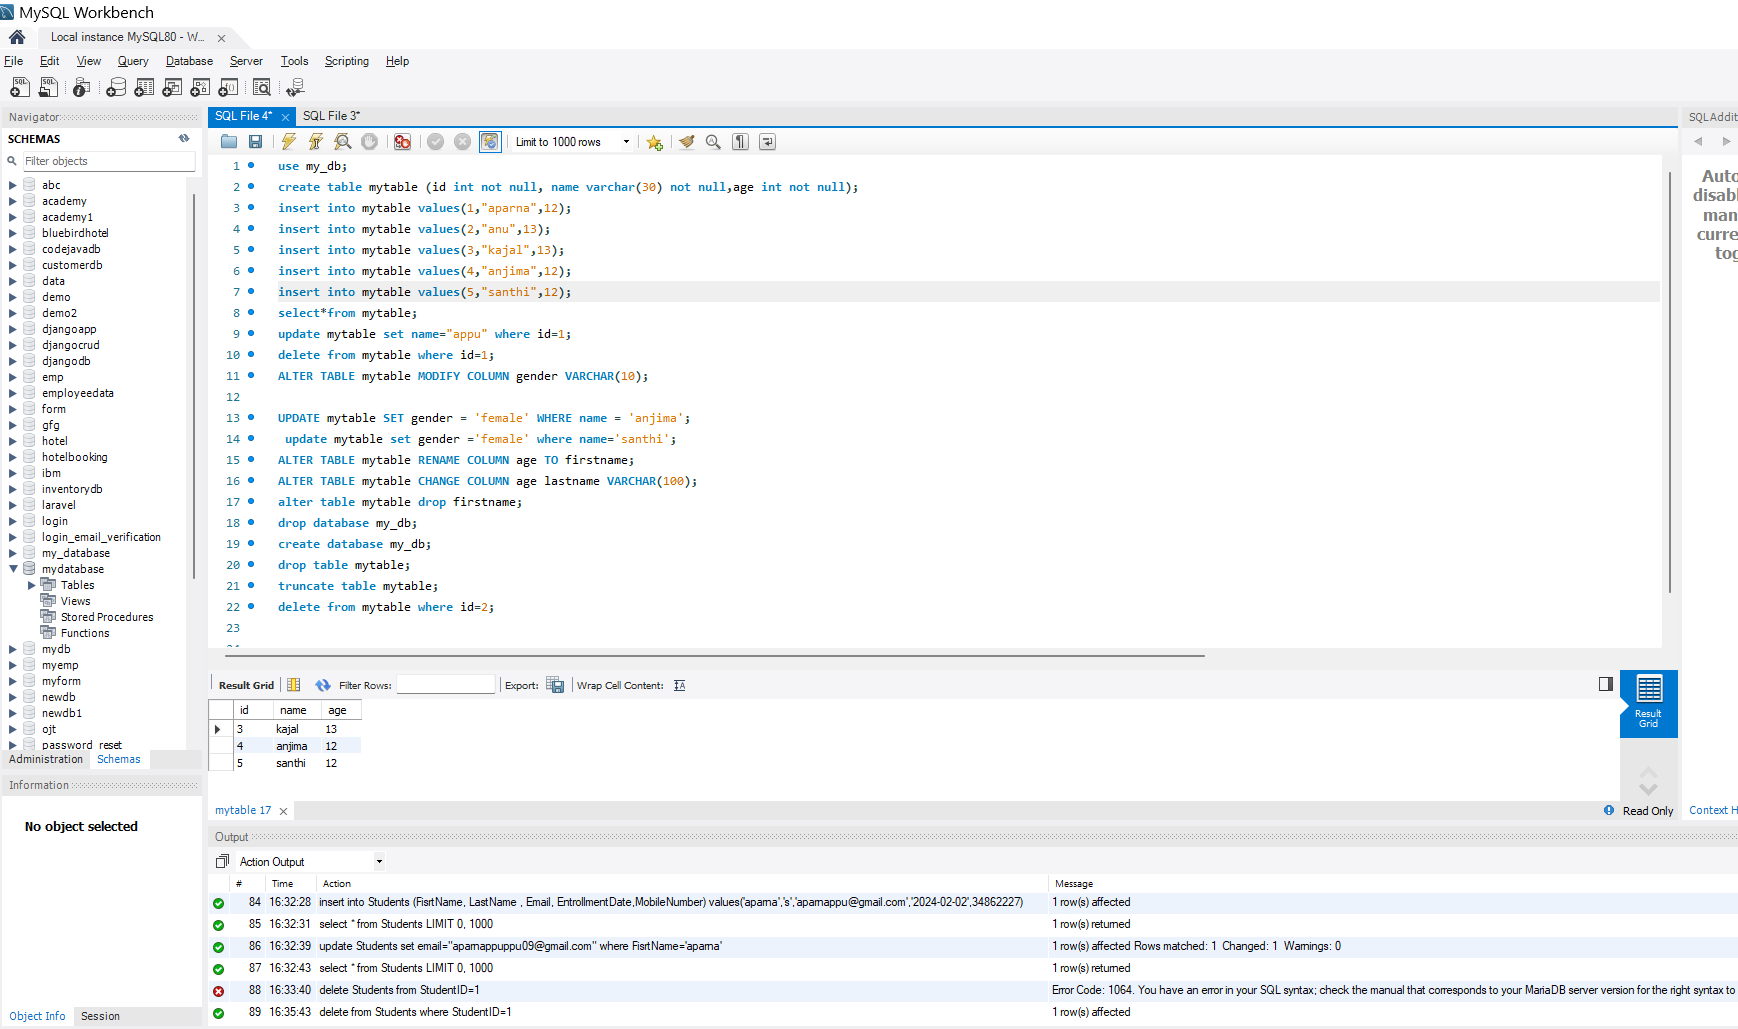 MySQL Workbench
Local instance MySQL80 - W...
File Edit View Query Database Server Tools Scripting Help
Navigator
SCHEMAS
Filter objects
abc
academy
academy1
bluebirdhotel
codejavadb
customerdb
data
demo
demo2
djangoapp
djangocrud
djangodb
emp
employeedata
form
gfg
hotel
hotelbooking
ibm
inventorydb
laravel
login
login_email_verification
my_database
mydatabase
Tables
Views
Stored Procedures
Functions
mydb
myemp
myform
newdb
newdb1
ojt
password_reset
Administration Schemas
Information
No object selected
Object Info Session
SQL File 4* SQL File 3*
Limit to 1000 rows
1 use my_db;
2 create table mytable (id int not null, name varchar(30) not null,age int not null);
3 insert into mytable values(1,"aparna",12);
4 insert into mytable values(2,"anu",13);
5 insert into mytable values(3,"kajal",13);
6 insert into mytable values(4,"anjima",12);
7 insert into mytable values(5,"santhi",12);
8 select*from mytable;
9 update mytable set name="appu" where id=1;
10 delete from mytable where id=1;
11 ALTER TABLE mytable MODIFY COLUMN gender VARCHAR(10);
12
13 UPDATE mytable SET gender = 'female' WHERE name = 'anjima';
14 update mytable set gender ='female' where name='santhi';
15 ALTER TABLE mytable RENAME COLUMN age TO firstname;
16 ALTER TABLE mytable CHANGE COLUMN age lastname VARCHAR(100);
17 alter table mytable drop firstname;
18 drop database my_db;
19 create database my_db;
20 drop table mytable;
21 truncate table mytable;
22 delete from mytable where id=2;
23
Result Grid Filter Rows: Export: Wrap Cell Content:
id name age
3 kajal 13
4 anjima 12
5 santhi 12
Result
Grid
mytable 17
Read Only
Output
Action Output
# Time Action Message
84 16:32:28 insert into Students (FisrtName, LastName , Email, EntrollmentDate,MobileNumber) values('aparna','s','aparnappu@gmail.com','2024-02-02',34862227) 1 row(s) affected
85 16:32:31 select * from Students LIMIT 0, 1000 1 row(s) returned
86 16:32:39 update Students set email="aparnappuppu09@gmail.com" where FisrtName='aparna' 1 row(s) affected Rows matched: 1 Changed: 1 Warnings: 0
87 16:32:43 select * from Students LIMIT 0, 1000 1 row(s) returned
88 16:33:40 delete Students from StudentID=1 Error Code: 1064. You have an error in your SQL syntax; check the manual that corresponds to your MariaDB server version for the right syntax to
89 16:35:43 delete from Students where StudentID=1 1 row(s) affected
SQLAddit
Auto
disabl
man
curre
tog
Context H